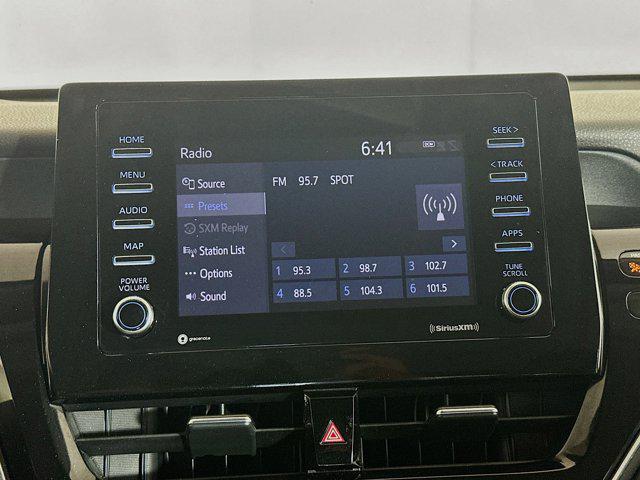 HOME
MENU
AUDIO
MAP
POWER
VOLUME
gracenote
Radio
6:41
DCM
Source
Presets
SXM Replay
Station List
Options
Sound
FM 95.7 SPOT
1 95.3 2 98.7 3 102.7
4 88.5 5 104.3 6 101.5
SEEK >
< TRACK
PHONE
APPS
TUNE
SCROLL
SiriusXM